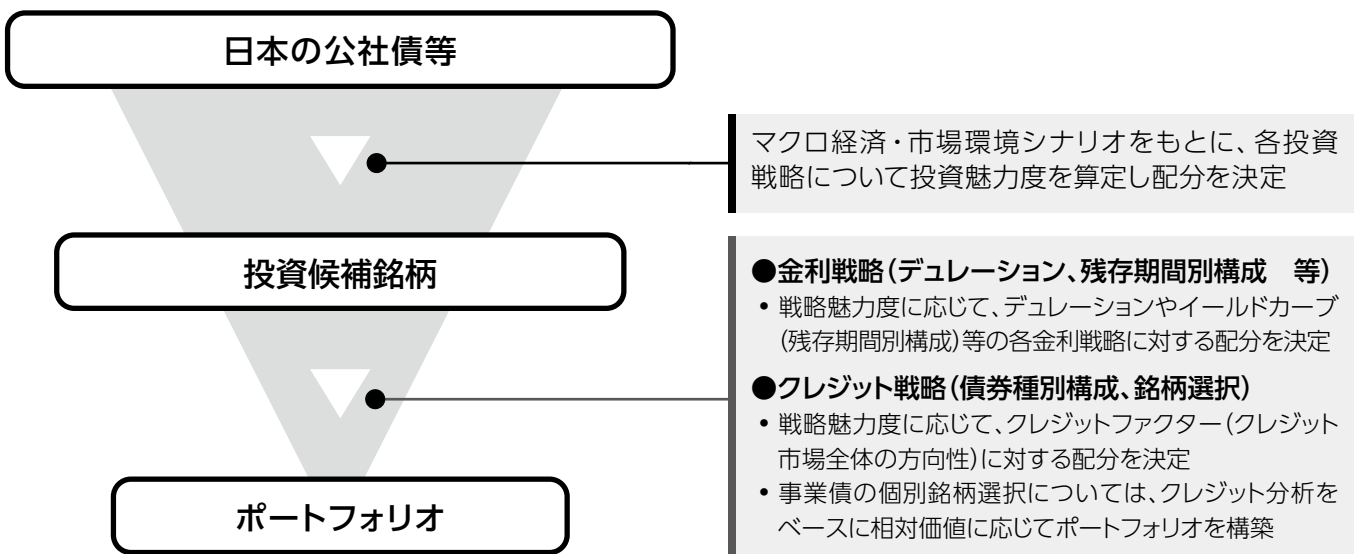 日本の公社債等
マクロ経済・市場環境シナリオをもとに、各投資
戦略について投資魅力度を算定し配分を決定
投資候補銘柄
●金利戦略(デュレーション、残存期間別構成　等)
• 戦略魅力度に応じて、デュレーションやイールドカーブ
(残存期間別構成)等の各金利戦略に対する配分を決定
●クレジット戦略(債券種別構成、銘柄選択)
• 戦略魅力度に応じて、クレジットファクター(クレジット
市場全体の方向性)に対する配分を決定
• 事業債の個別銘柄選択については、クレジット分析を
ベースに相対価値に応じてポートフォリオを構築
ポートフォリオ